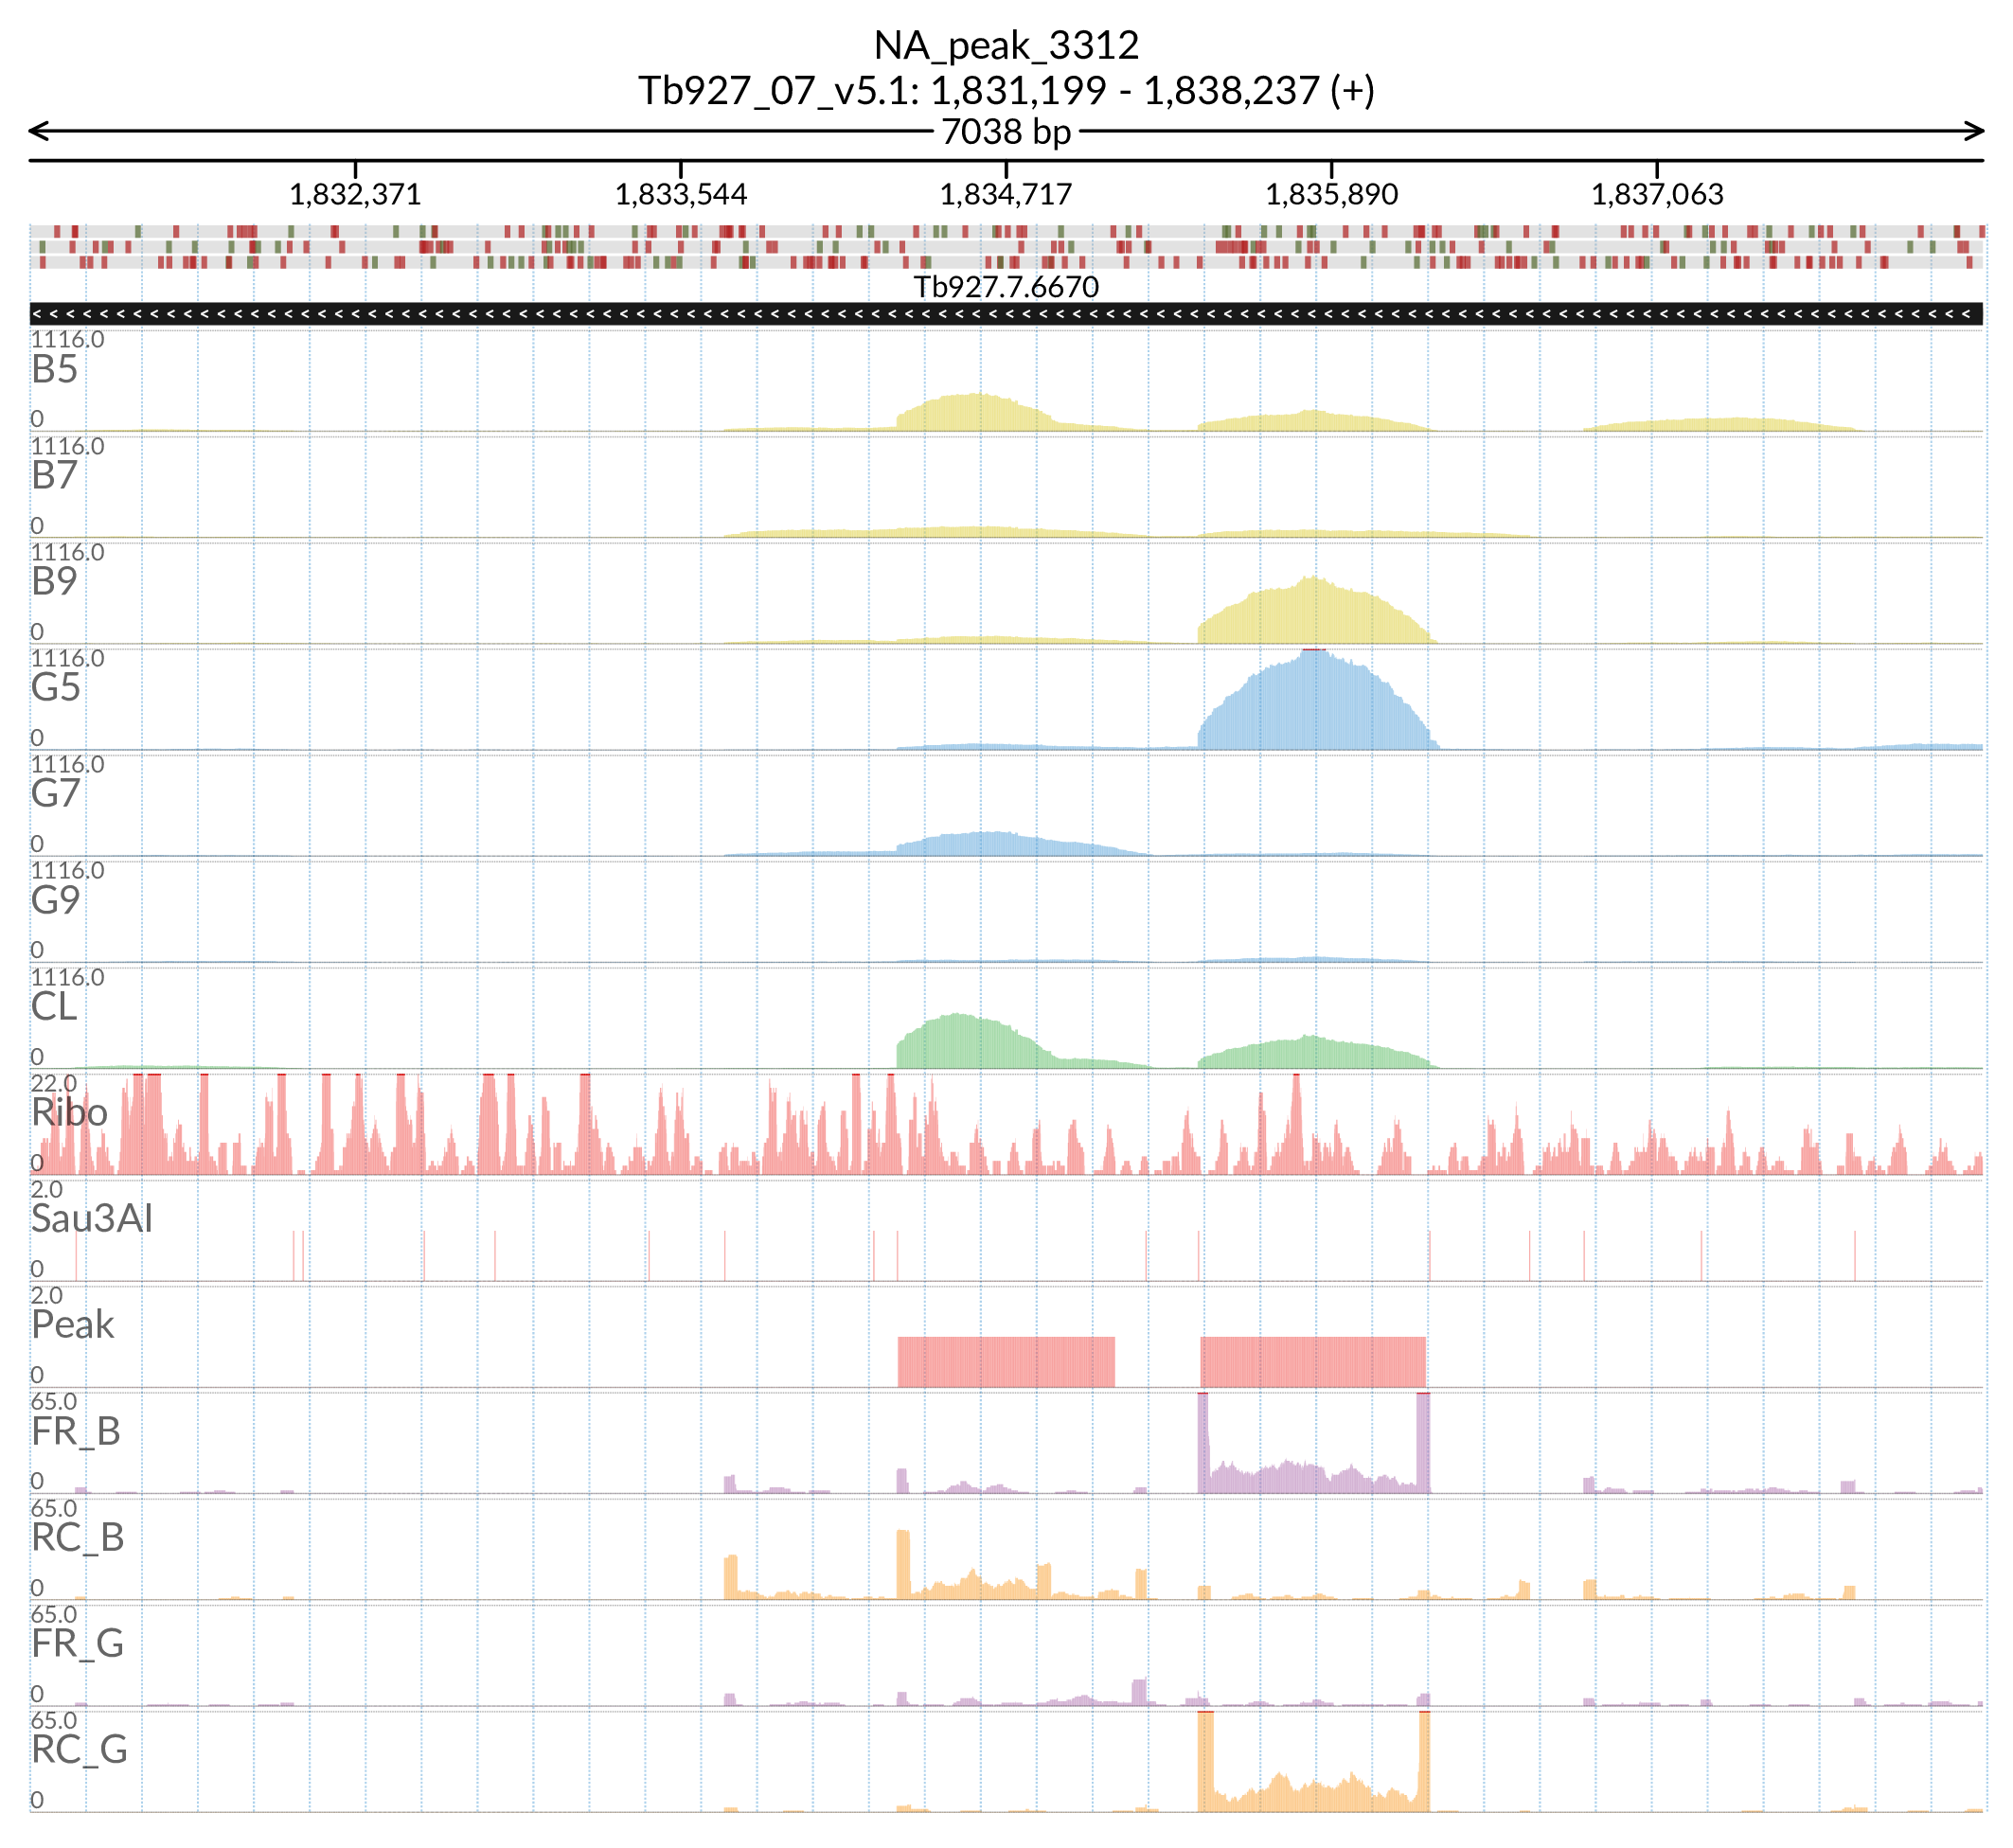 NA_peak_3312
Tb927_07_v5.1: 1,831,199 - 1,838,237 (+)
7038 bp
1,832,371 1,833,544 1,834,717 1,835,890 1,837,063
Tb927.7.6670
1116.0
B5
0
1116.0
B7
0
1116.0
B9
0
1116.0
G5
0
1116.0
G7
0
1116.0
G9
0
1116.0
CL
0
22.0
Ribo
0
2.0
Sau3AI
0
2.0
Peak
0
65.0
FR_B
0
65.0
RC_B
0
65.0
FR_G
0
65.0
RC_G
0